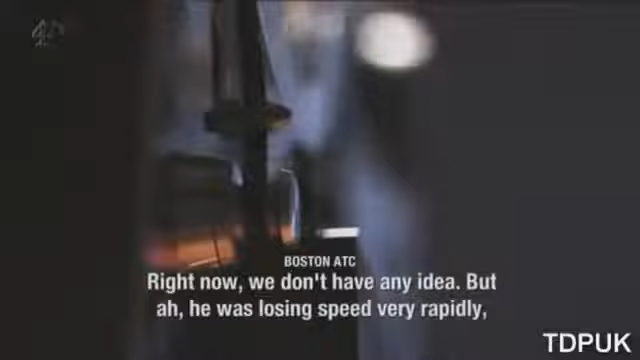 4
BOSTON ATC
Right now, we don't have any idea. But
ah, he was losing speed very rapidly,
TDPUK